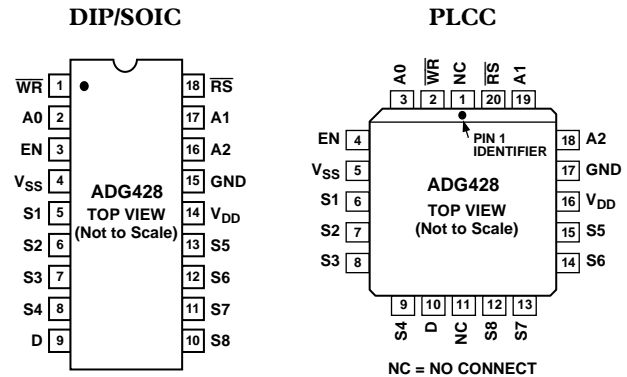 DIP/SOIC
W̅R̅ 1
A0 2
EN 3
VSS 4
S1 5
S2 6
S3 7
S4 8
D 9
18 R̅S̅
17 A1
16 A2
15 GND
14 VDD
13 S5
12 S6
11 S7
10 S8
ADG428
TOP VIEW
(Not to Scale)
PLCC
A0 W̅R̅ NC R̅S̅ A1
3 2 1 20 19
PIN 1
IDENTIFIER
EN 4
VSS 5
S1 6
S2 7
S3 8
18 A2
17 GND
16 VDD
15 S5
14 S6
ADG428
TOP VIEW
(Not to Scale)
9 10 11 12 13
S4 D NC S8 S7
NC = NO CONNECT